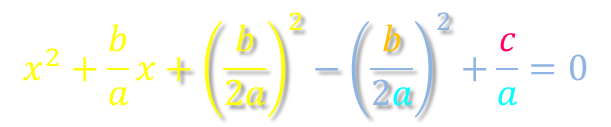 x² + b/a x + (b/2a)² − (b/2a)² + c/a = 0